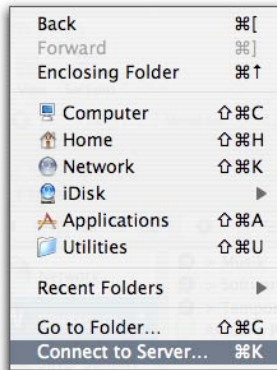 Back ⌘[
Forward ⌘]
Enclosing Folder ⌘↑
Computer ⇧⌘C
Home ⇧⌘H
Network ⇧⌘K
iDisk ▶
Applications ⇧⌘A
Utilities ⇧⌘U
Recent Folders ▶
Go to Folder... ⇧⌘G
Connect to Server... ⌘K